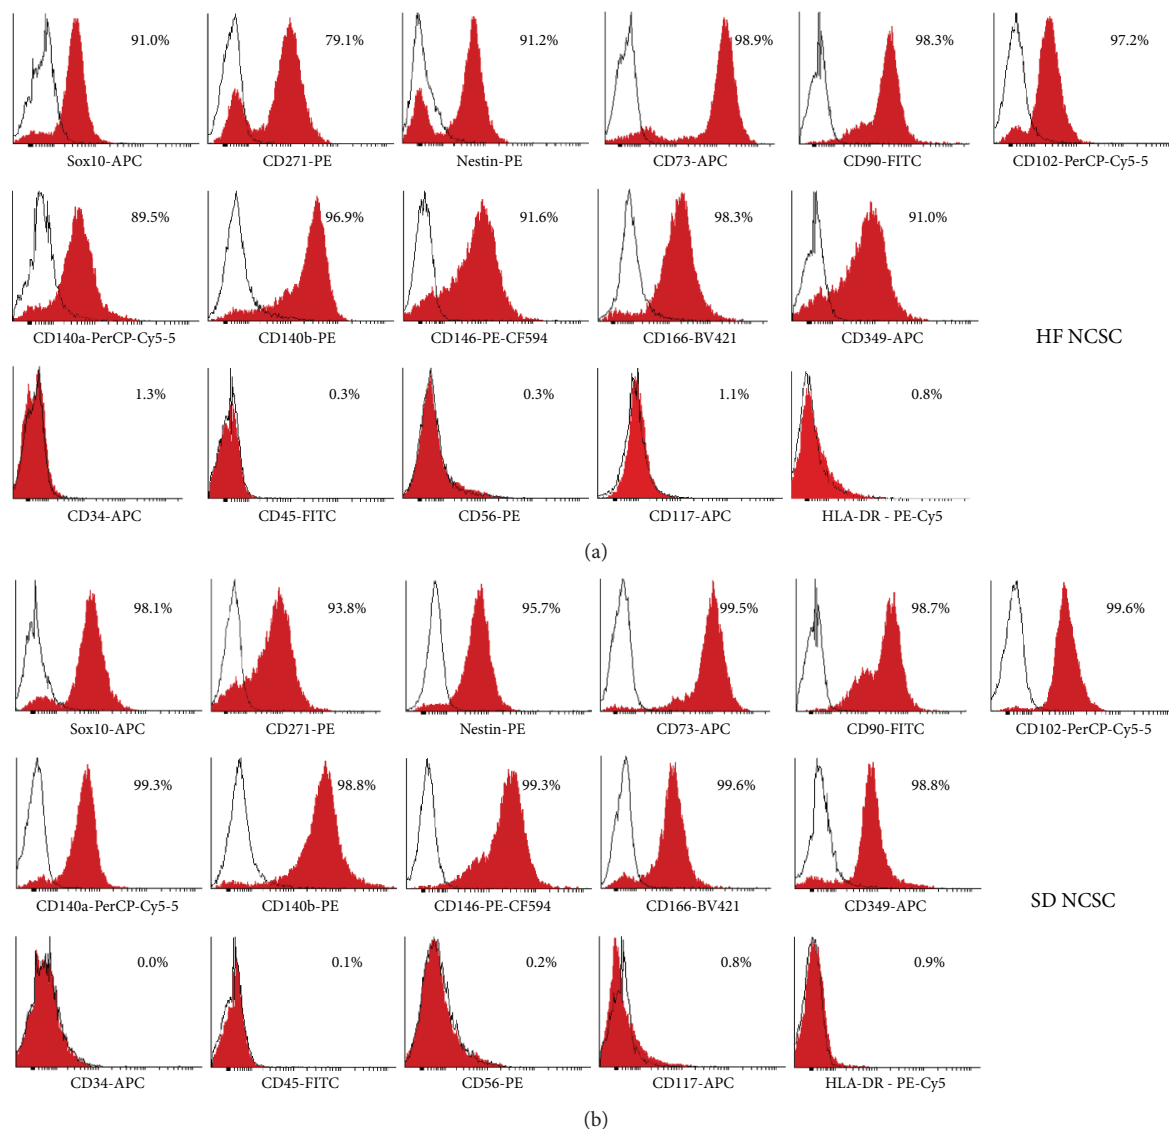 91.0%
79.1%
91.2%
98.9%
98.3%
97.2%
Sox10-APC
CD271-PE
Nestin-PE
CD73-APC
CD90-FITC
CD102-PerCP-Cy5-5
89.5%
96.9%
91.6%
98.3%
91.0%
CD140a-PerCP-Cy5-5
CD140b-PE
CD146-PE-CF594
CD166-BV421
CD349-APC
HF NCSC
1.3%
0.3%
0.3%
1.1%
0.8%
CD34-APC
CD45-FITC
CD56-PE
CD117-APC
HLA-DR - PE-Cy5
(a)
98.1%
93.8%
95.7%
99.5%
98.7%
99.6%
Sox10-APC
CD271-PE
Nestin-PE
CD73-APC
CD90-FITC
CD102-PerCP-Cy5-5
99.3%
98.8%
99.3%
99.6%
98.8%
CD140a-PerCP-Cy5-5
CD140b-PE
CD146-PE-CF594
CD166-BV421
CD349-APC
SD NCSC
0.0%
0.1%
0.2%
0.8%
0.9%
CD34-APC
CD45-FITC
CD56-PE
CD117-APC
HLA-DR - PE-Cy5
(b)